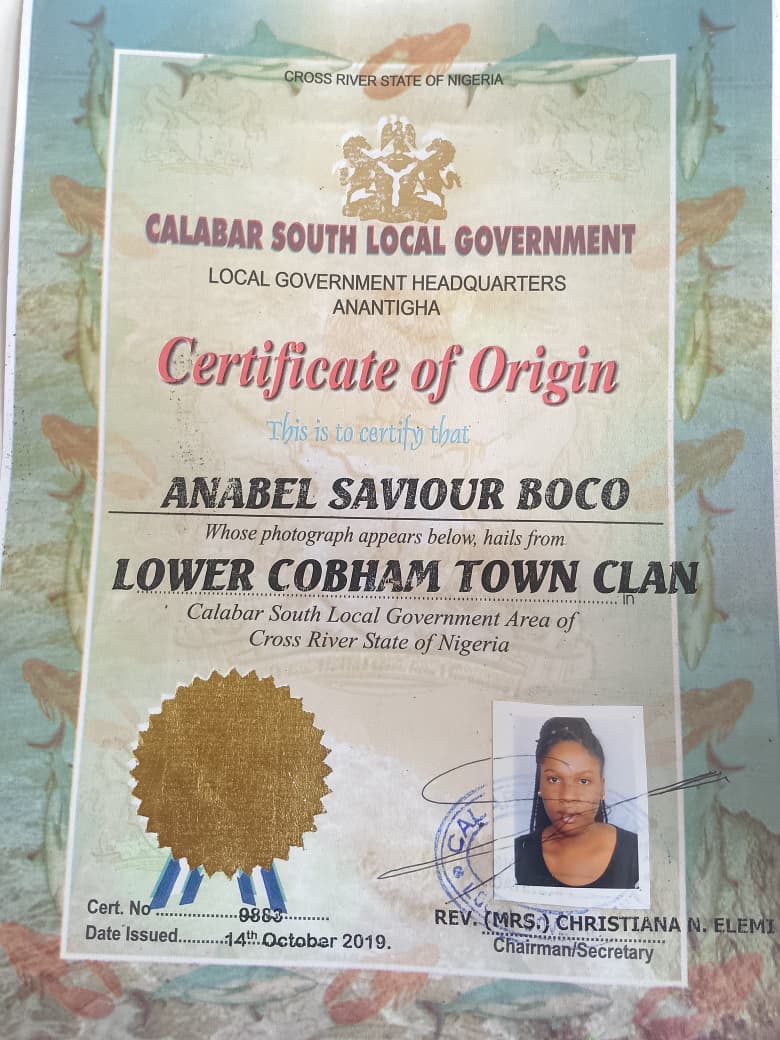 CROSS RIVER STATE OF NIGERIA
CALABAR SOUTH LOCAL GOVERNMENT
LOCAL GOVERNMENT HEADQUARTERS
ANANTIGHA
Certificate of Origin
This is to certify that
ANABEL SAVIOUR BOCO
Whose photograph appears below, hails from
LOWER COBHAM TOWN CLAN
in
Calabar South Local Government Area of
Cross River State of Nigeria
CAL
Cert. No ..................9883............
Date Issued..........14th October 2019.
REV. (MRS.) CHRISTIANA N. ELEMI
Chairman/Secretary